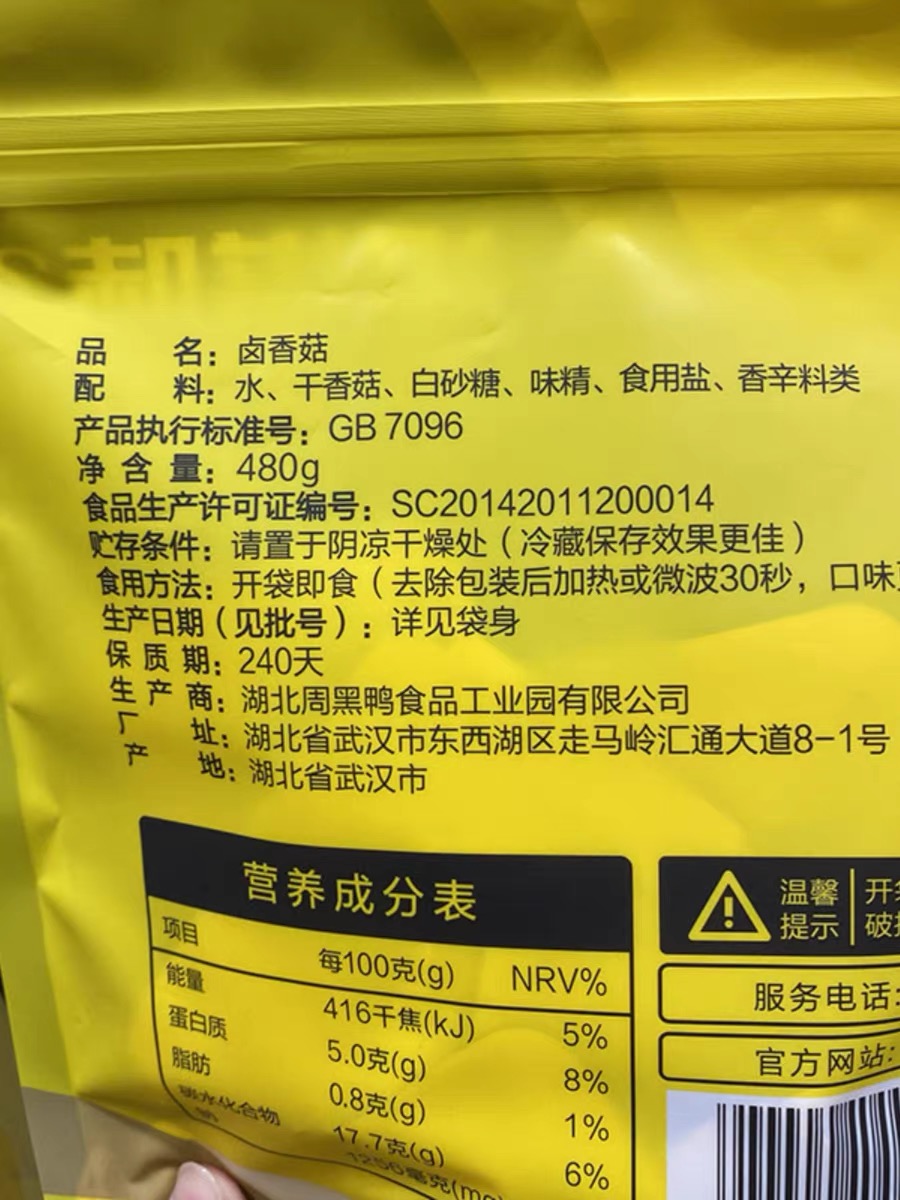 品 名：卤香菇
配 料：水、干香菇、白砂糖、味精、食用盐、香辛料类
产品执行标准号：GB 7096
净含量：480g
食品生产许可证编号：SC20142011200014
贮存条件：请置于阴凉干燥处（冷藏保存效果更佳）
食用方法：开袋即食（去除包装后加热或微波30秒，口味
生产日期（见批号）：详见袋身
保质期：240天
生产商：湖北周黑鸭食品工业园有限公司
厂 址：湖北省武汉市东西湖区走马岭汇通大道8-1号
产 地：湖北省武汉市
营养成分表
项目 每100克(g) NRV%
能量 416千焦(kJ) 5%
蛋白质 5.0克(g) 8%
脂肪 0.8克(g) 1%
碳水化合物 17.7克(g) 6%
温馨
提示
开
破
服务电话:
官方网站: